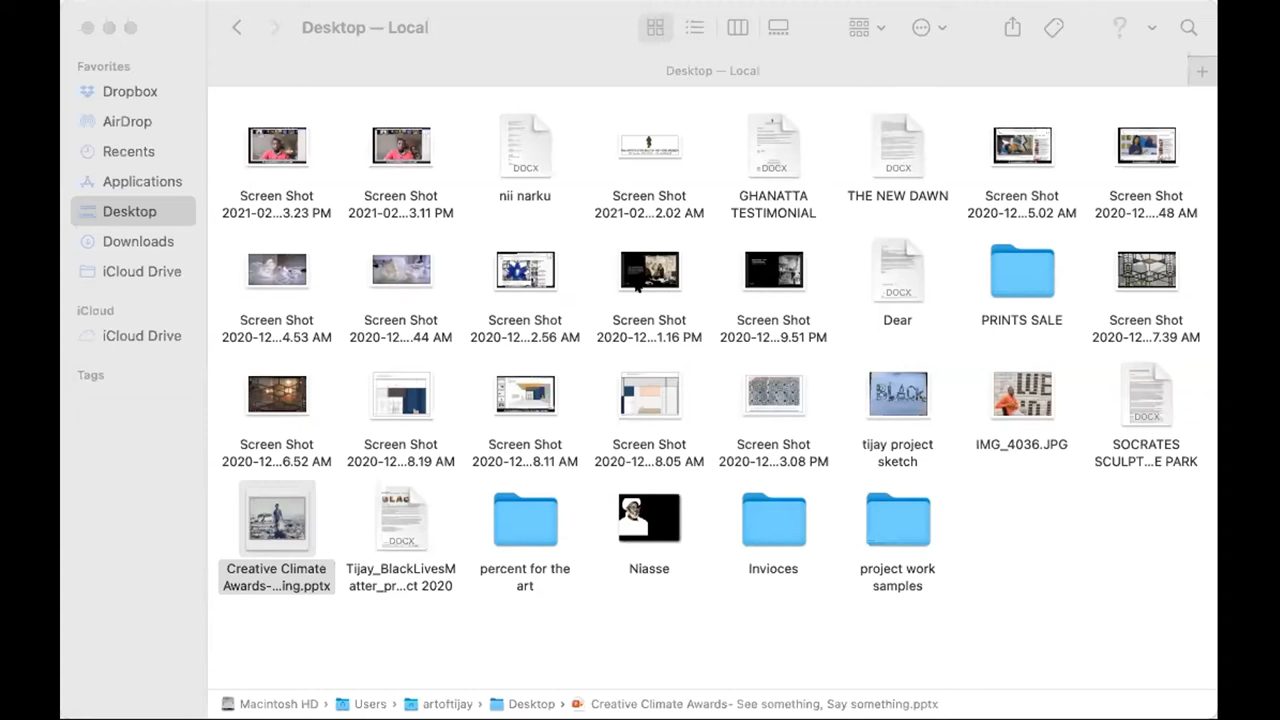 Desktop — Local
Desktop — Local
Favorites
Dropbox
AirDrop
Recents
Applications
Desktop
Downloads
iCloud Drive
iCloud
iCloud Drive
Tags
Screen Shot
2021-02...3.23 PM
Screen Shot
2021-02...3.11 PM
DOCX
nii narku
Screen Shot
2021-02...2.02 AM
DOCX
GHANATTA
TESTIMONIAL
DOCX
THE NEW DAWN
Screen Shot
2020-12...5.02 AM
Screen Shot
2020-12....48 AM
Screen Shot
2020-12...4.53 AM
Screen Shot
2020-12....44 AM
Screen Shot
2020-12...2.56 AM
Screen Shot
2020-12...1.16 PM
Screen Shot
2020-12...9.51 PM
DOCX
Dear
PRINTS SALE
Screen Shot
2020-12...7.39 AM
Screen Shot
2020-12...6.52 AM
Screen Shot
2020-12...8.19 AM
Screen Shot
2020-12...8.11 AM
Screen Shot
2020-12...8.05 AM
Screen Shot
2020-12...3.08 PM
BLACK
tijay project
sketch
IMG_4036.JPG
DOCX
SOCRATES
SCULPT...E PARK
Creative Climate
Awards-...ing.pptx
DOCX
Tijay_BlackLivesM
atter_pr...ct 2020
percent for the
art
Niasse
Invioces
project work
samples
Macintosh HD › Users › artoftijay › Desktop › Creative Climate Awards- See something, Say something.pptx